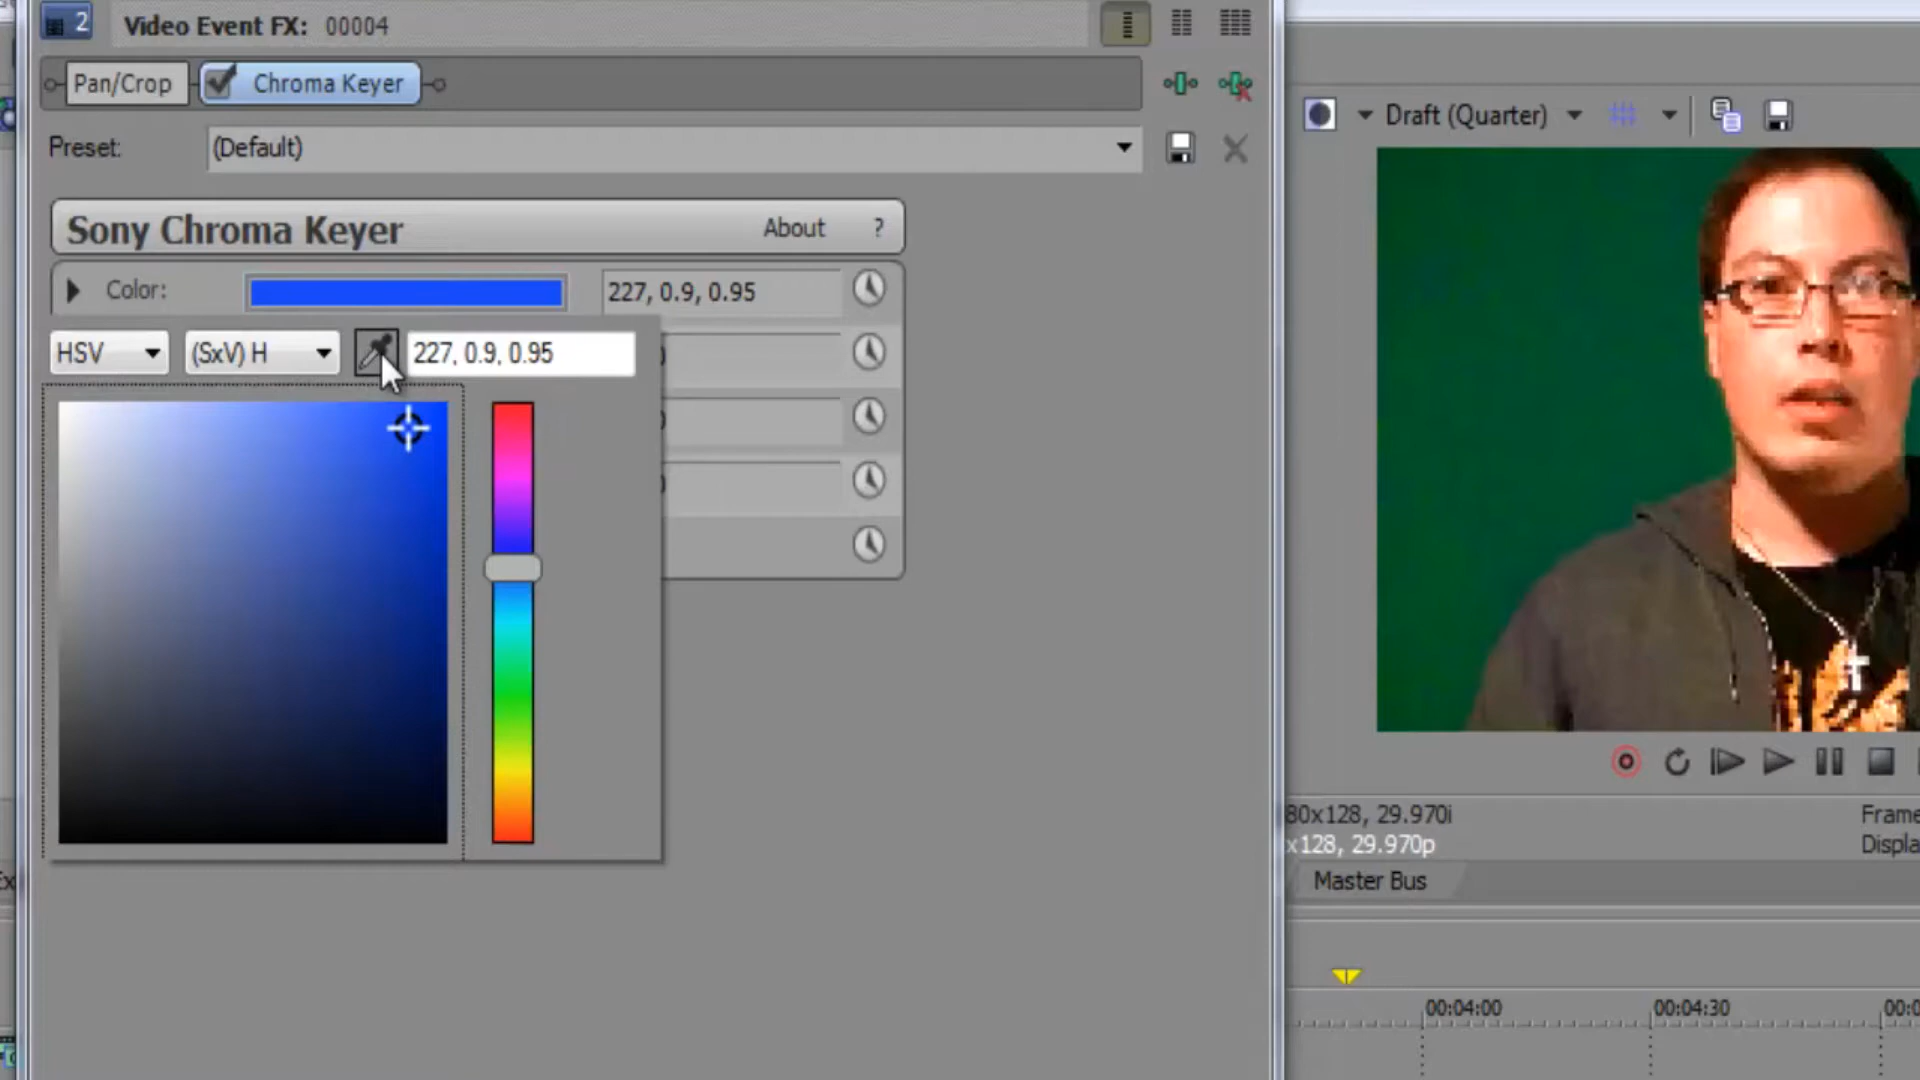 2
Video Event FX: 00004
Pan/Crop
Chroma Keyer
Preset:
(Default)
Sony Chroma Keyer
About
?
Color:
227, 0.9, 0.95
HSV
(SxV) H
227, 0.9, 0.95
Draft (Quarter)
80x128, 29.970i
x128, 29.970p
Frame
Displa
Master Bus
00:04:00
00:04:30
00:0